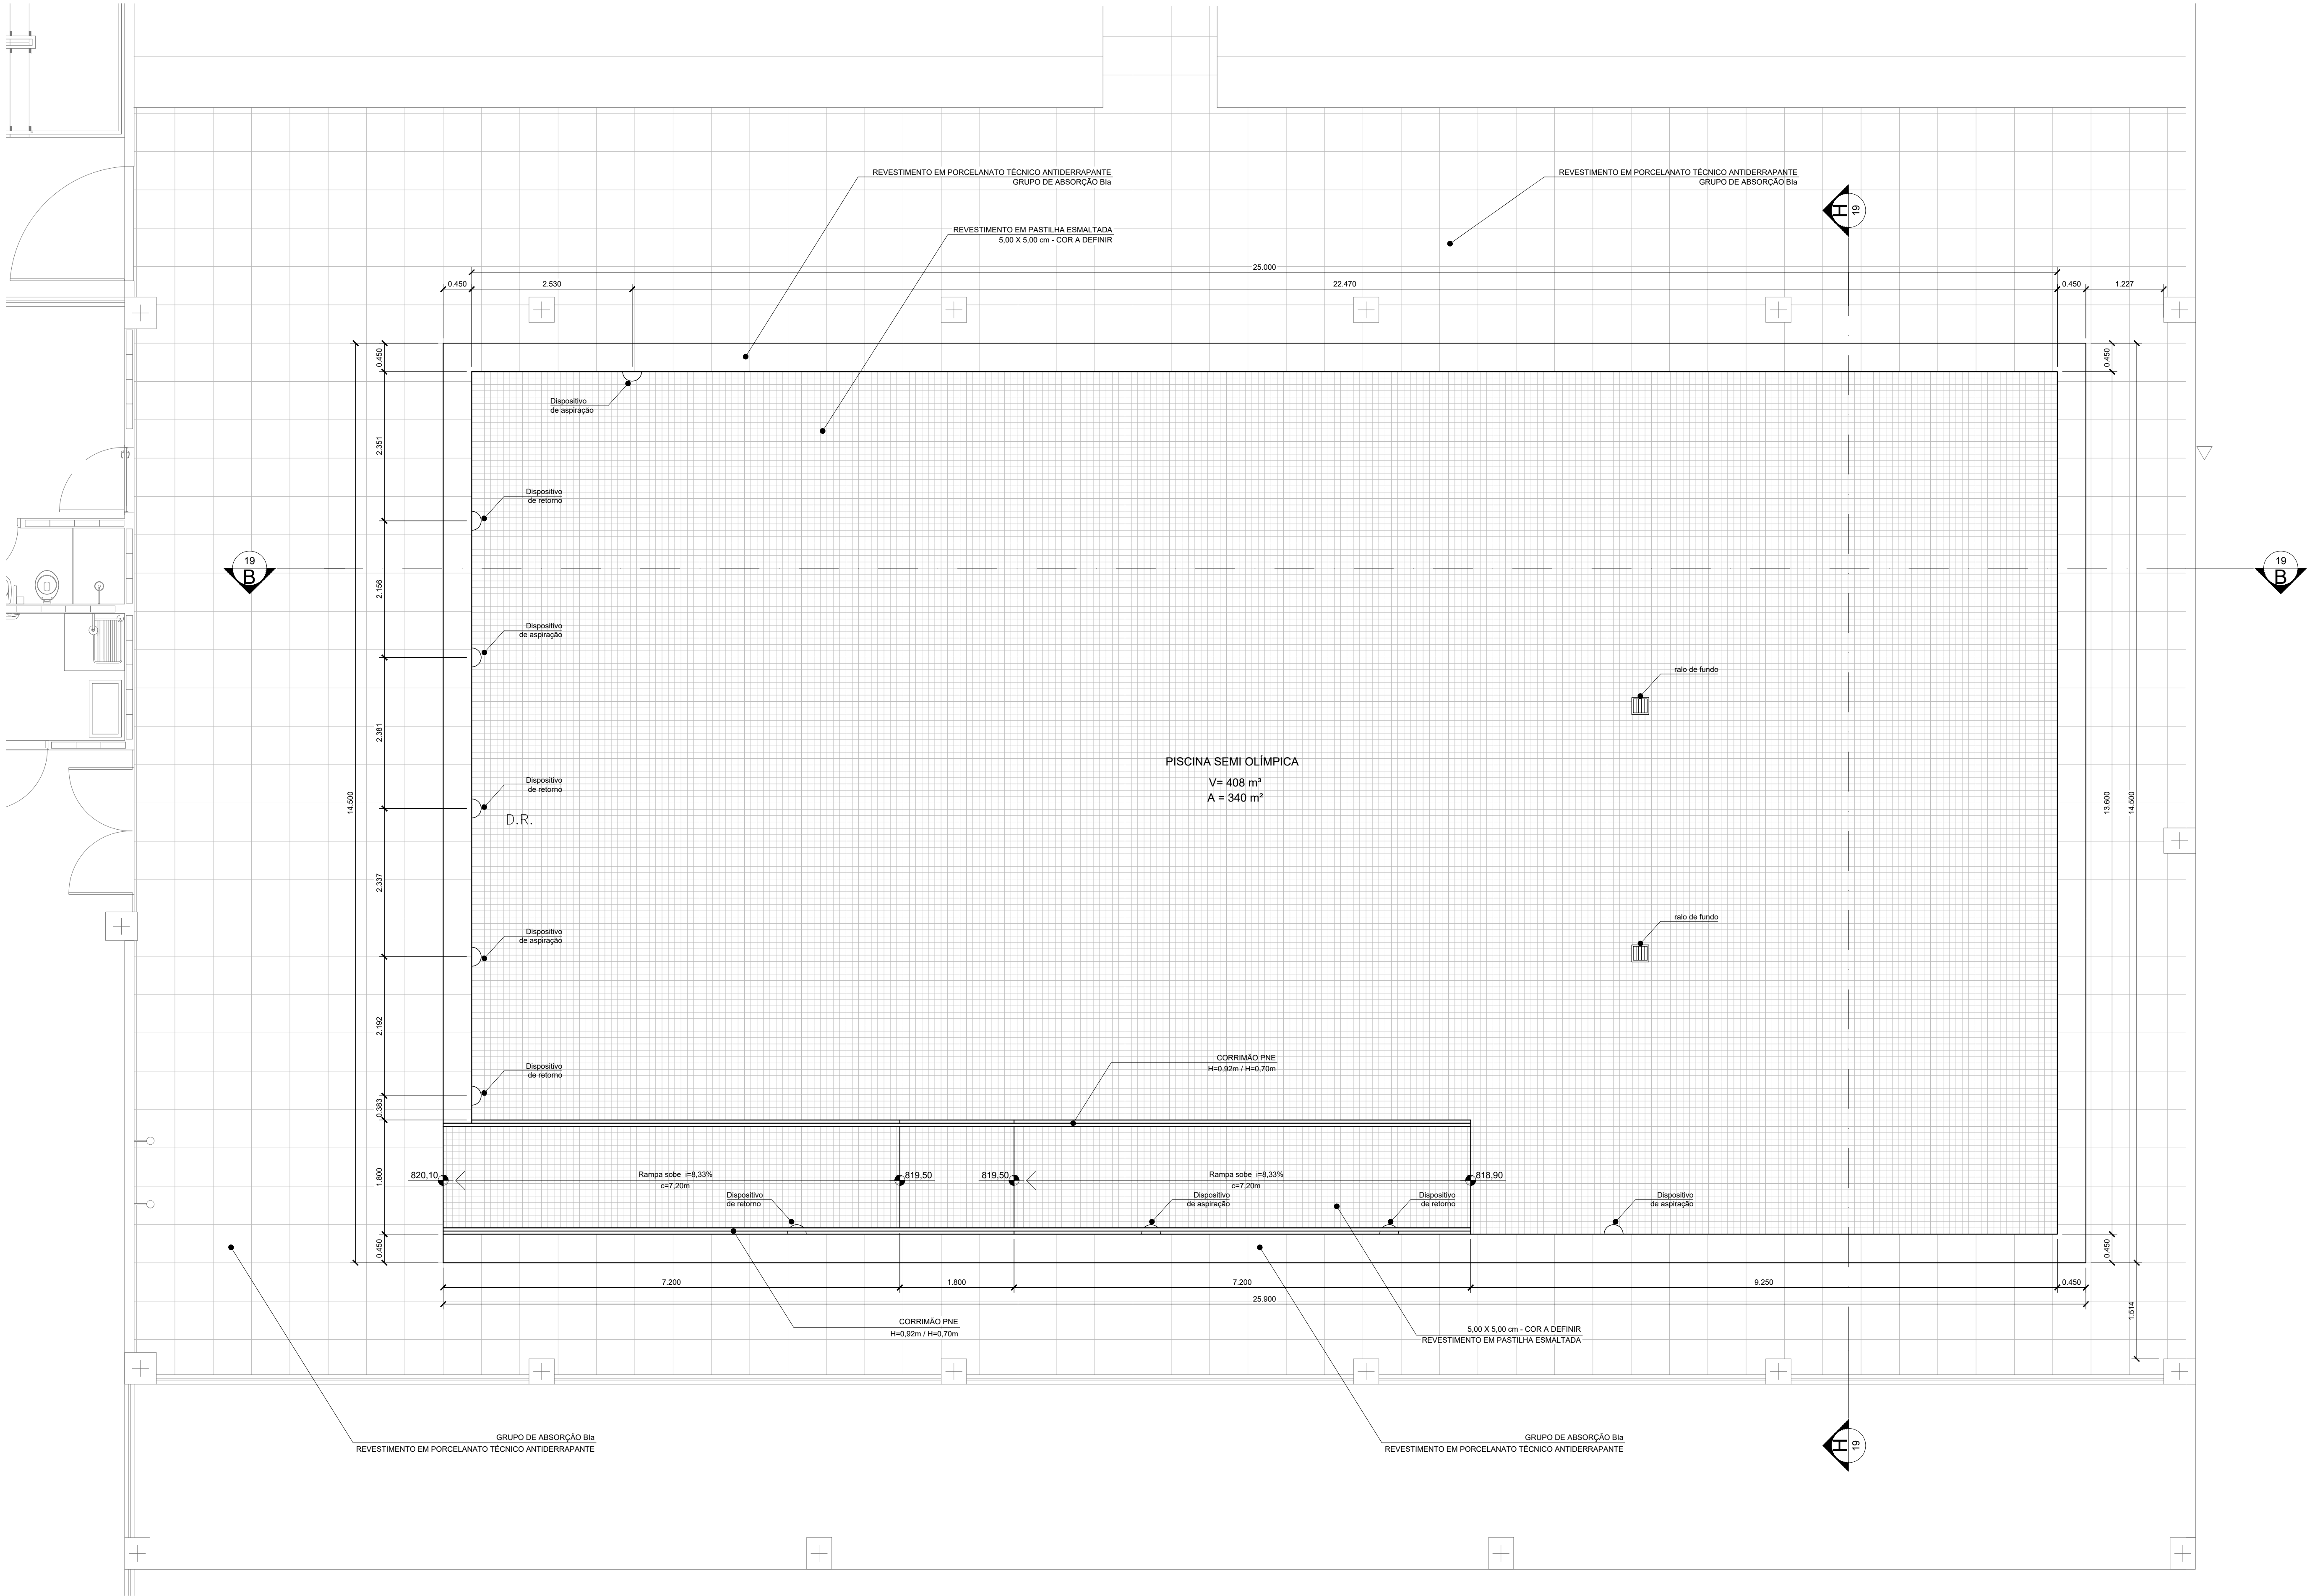 REVESTIMENTO EM PORCELANATO TÉCNICO ANTIDERRAPANTE
GRUPO DE ABSORÇÃO BIa
REVESTIMENTO EM PORCELANATO TÉCNICO ANTIDERRAPANTE
GRUPO DE ABSORÇÃO BIa
H
19
REVESTIMENTO EM PASTILHA ESMALTADA
5,00 X 5,00 cm - COR A DEFINIR
25.000
0.450
2.530
22.470
0.450
1.227
0.450
0.450
Dispositivo
de aspiração
2.351
Dispositivo
de retorno
19
B
19
B
2.156
Dispositivo
de aspiração
ralo de fundo
2.381
PISCINA SEMI OLÍMPICA
V= 408 m³
A = 340 m²
Dispositivo
de retorno
D.R.
14.500
13.600
14.500
2.337
ralo de fundo
Dispositivo
de aspiração
2.192
CORRIMÃO PNE
H=0,92m / H=0,70m
Dispositivo
de retorno
0.383
1.800
820,10
Rampa sobe i=8,33%
c=7,20m
819,50
819,50
Rampa sobe i=8,33%
c=7,20m
818,90
Dispositivo
de retorno
Dispositivo
de aspiração
Dispositivo
de retorno
Dispositivo
de aspiração
0.450
0.450
7.200
1.800
7.200
9.250
0.450
25.900
1.514
CORRIMÃO PNE
H=0,92m / H=0,70m
5,00 X 5,00 cm - COR A DEFINIR
REVESTIMENTO EM PASTILHA ESMALTADA
GRUPO DE ABSORÇÃO BIa
REVESTIMENTO EM PORCELANATO TÉCNICO ANTIDERRAPANTE
GRUPO DE ABSORÇÃO BIa
REVESTIMENTO EM PORCELANATO TÉCNICO ANTIDERRAPANTE
H
19